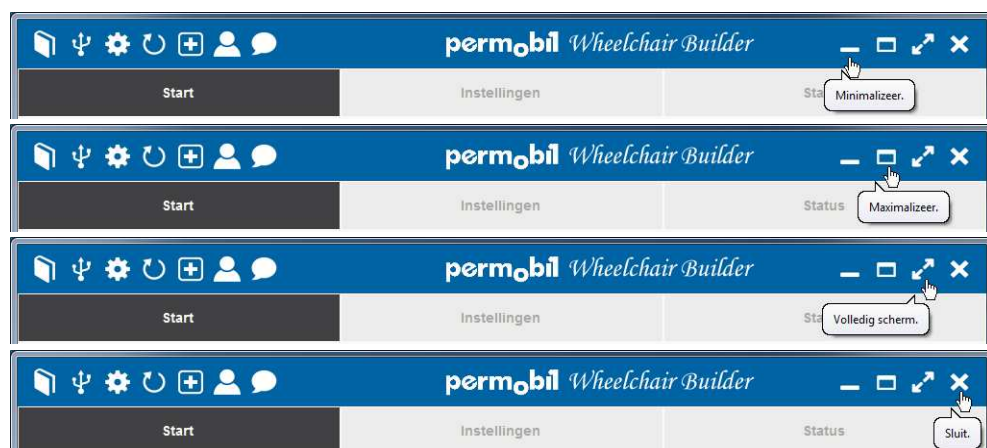 permobil Wheelchair Builder
Start Instellingen Sta
Minimalizeer.
permobil Wheelchair Builder
Start Instellingen Status
Maximalizeer.
permobil Wheelchair Builder
Start Instellingen Sta
Volledig scherm.
permobil Wheelchair Builder
Start Instellingen Status
Sluit.